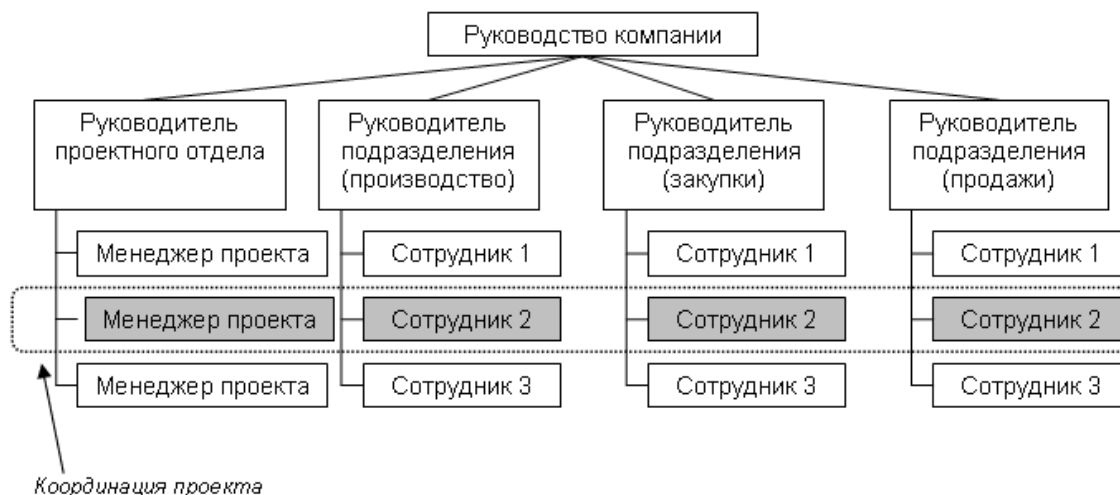 Руководство компании
Руководитель
проектного отдела
Руководитель
подразделения
(производство)
Руководитель
подразделения
(закупки)
Руководитель
подразделения
(продажи)
Менеджер проекта
Сотрудник 1
Сотрудник 1
Сотрудник 1
Менеджер проекта
Сотрудник 2
Сотрудник 2
Сотрудник 2
Менеджер проекта
Сотрудник 3
Сотрудник 3
Сотрудник 3
Координация проекта